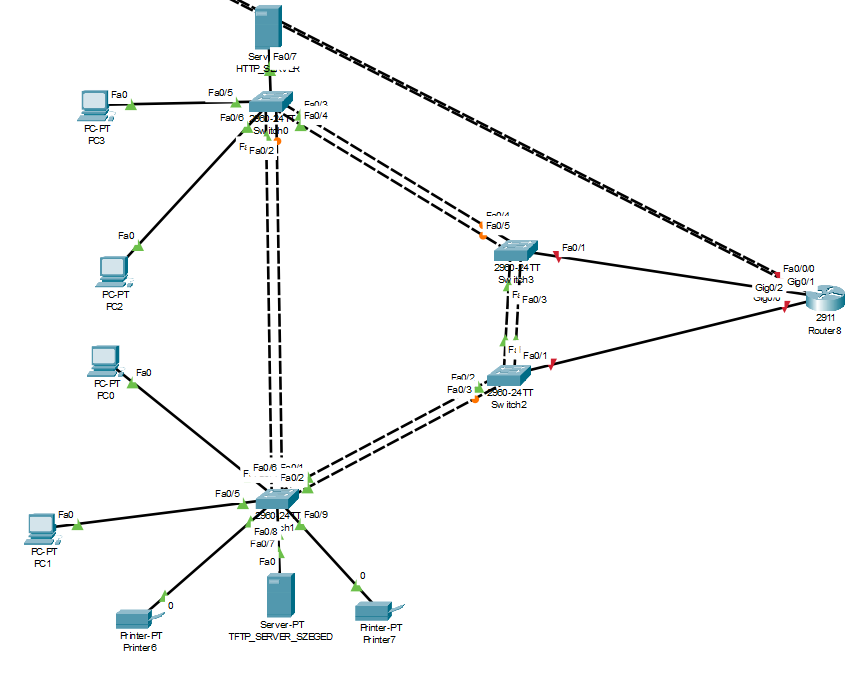 Fa0/7
HTTP_SERVER
Fa0
Fa0/5
PC-PT
PC3
Fa0/3
Fa0/4
2960-24TT
Switch0
Fa0/6
Fa0/2
Fa0
PC-PT
PC2
Fa0/4
Fa0/5
Fa0/1
2960-24TT
Switch3
Fa0/3
Fa0/0/0
Gig0/1
Gig0/2
2911
Router8
Fa0/1
Fa0
PC-PT
PC0
Fa0/2
Fa0/3
2960-24TT
Switch2
Fa0/6
Fa0/1
Fa0/2
Fa0/5
2960-24TT
Fa0/8
Fa0/9
Fa0/7
Fa0
PC-PT
PC1
Fa0
0
0
Printer-PT
Printer6
Server-PT
TFTP_SERVER_SZEGED
Printer-PT
Printer7